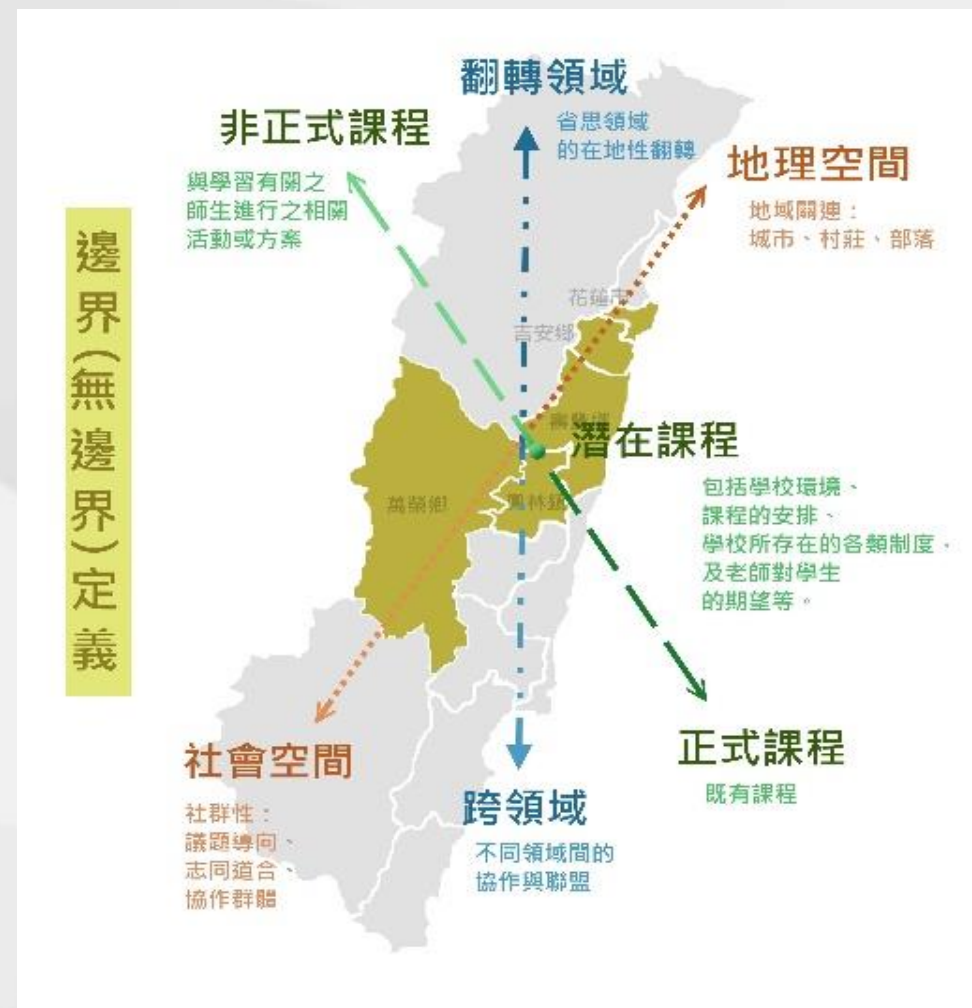 邊界(無邊界)定義
翻轉領域
省思領域
的在地性翻轉
非正式課程
與學習有關之
師生進行之相關
活動或方案
地理空間
地域關連：
城市、村莊、部落
花蓮市
吉安鄉
壽豐鄉
潛在課程
包括學校環境、
課程的安排、
學校所存在的各類制度，
及老師對學生
的期望等。
萬榮鄉
鳳林鎮
社會空間
社群性：
議題導向、
志同道合、
協作群體
跨領域
不同領域間的
協作與聯盟
正式課程
既有課程